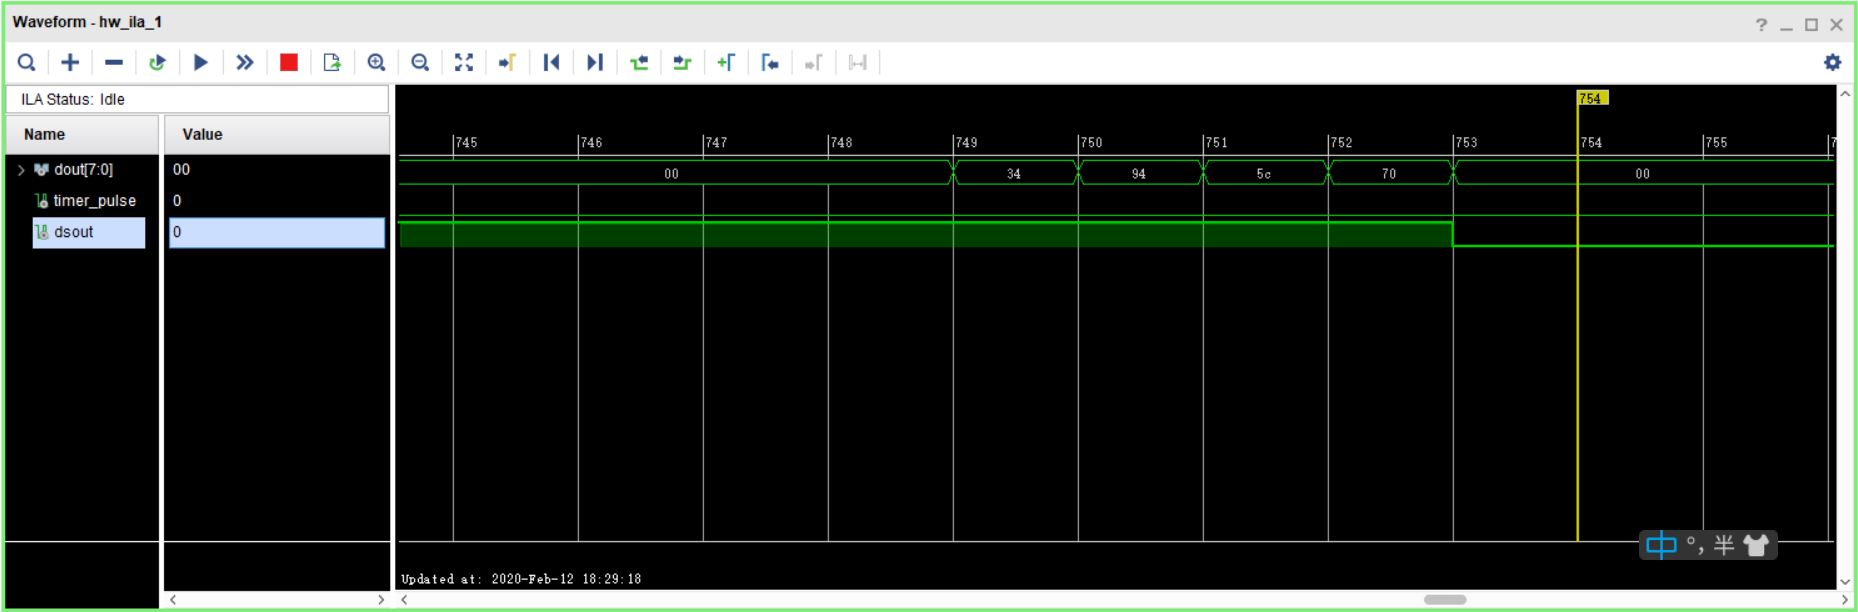 Waveform - hw_ila_1
?
ILA Status: Idle
Name Value
dout[7:0] 00
timer_pulse 0
dsout 0
754
745 746 747 748 749 750 751 752 753 754 755 7
00 34 94 5c 70 00
中 °, 半
Updated at: 2020-Feb-12 18:29:18